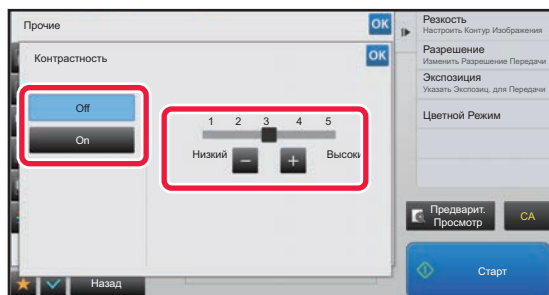 Прочие
OK
Контрастность
OK
Off
On
1 2 3 4 5
Низкий
Высоки
Назад
Резкость
Настроить Контур Изображения
Разрешение
Изменить Разрешение Передачи
Экспозиция
Указать Экспозиц. для Передачи
Цветной Режим
Предварит.
Просмотр
CA
Старт